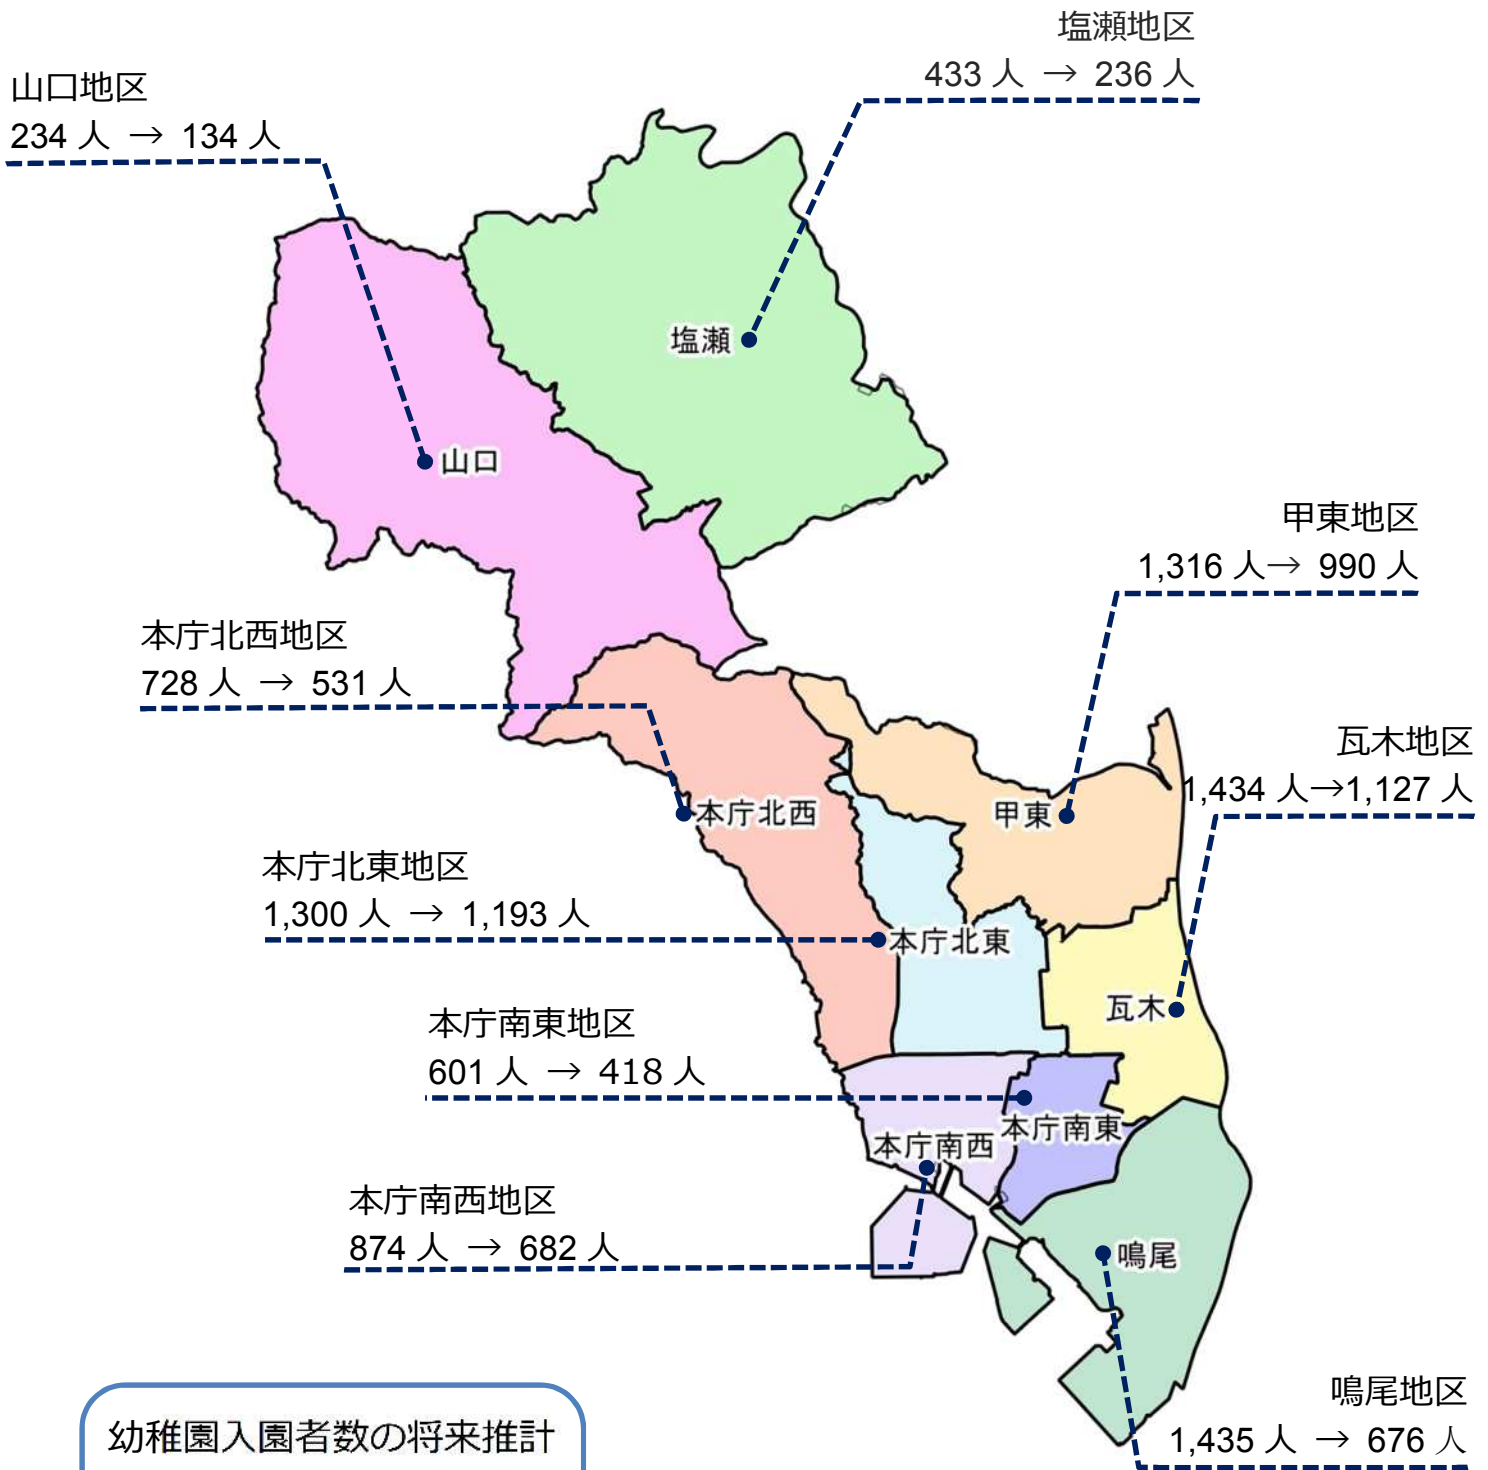 塩瀬地区
433 人 → 236 人
山口地区
234 人 → 134 人
塩瀬
山口
甲東地区
1,316 人→ 990 人
本庁北西地区
728 人 → 531 人
瓦木地区
1,434 人→1,127 人
本庁北西
甲東
本庁北東地区
1,300 人 → 1,193 人
本庁北東
瓦木
本庁南東地区
601 人 → 418 人
本庁南東
本庁南西
本庁南西地区
874 人 → 682 人
鳴尾
鳴尾地区
1,435 人 → 676 人
幼稚園入園者数の将来推計